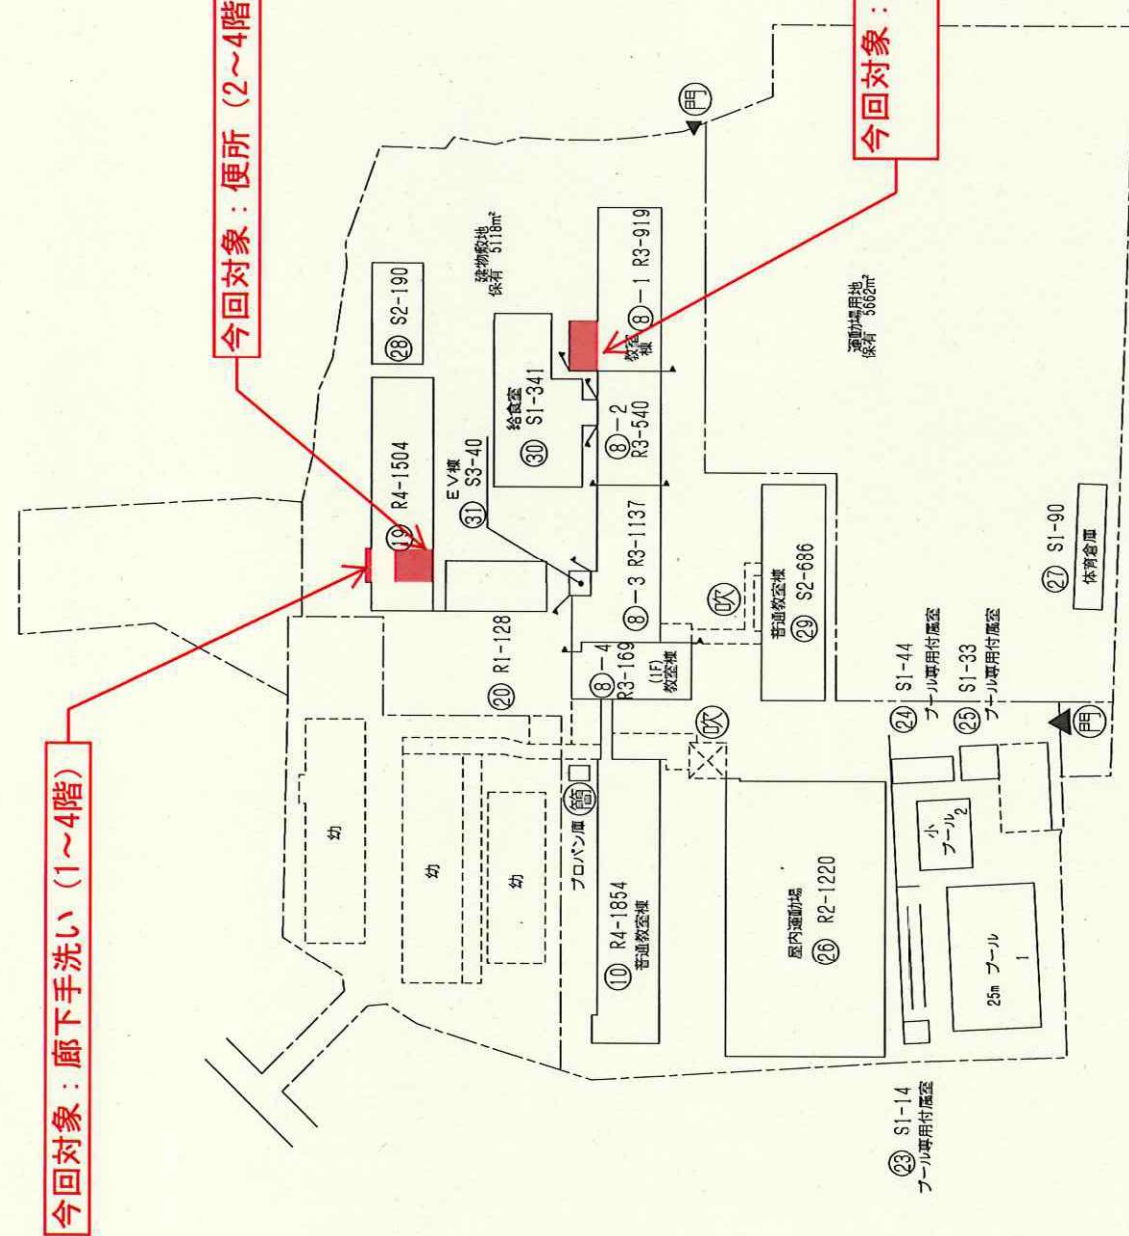 今回対象：廊下手洗い（1～4階）
今回対象：便所（2～4階
今回対象：
門
㉘ S2-190
建物敷地
保有 5118m²
⑲ R4-1504
給食室
㉚ S1-341
EV棟
㉛ S3-40
⑧－1 R3-919
教室棟
⑧－2
R3-540
⑧－3 R3-1137
⑧－4
R3-169
(1F)
教室棟
⑳ R1-128
運動場用地
保有 5662m²
吹
普通教室棟
㉙ S2-686
吹
幼
幼
幼
プロパン庫
簡
⑩ R4-1854
普通教室棟
屋内運動場
㉖ R2-1220
㉗ S1-90
体育倉庫
㉔ S1-44
プール専用付属室
㉕ S1-33
プール専用付属室
門
小
プール
2
25m プール
1
㉓ S1-14
プール専用付属室